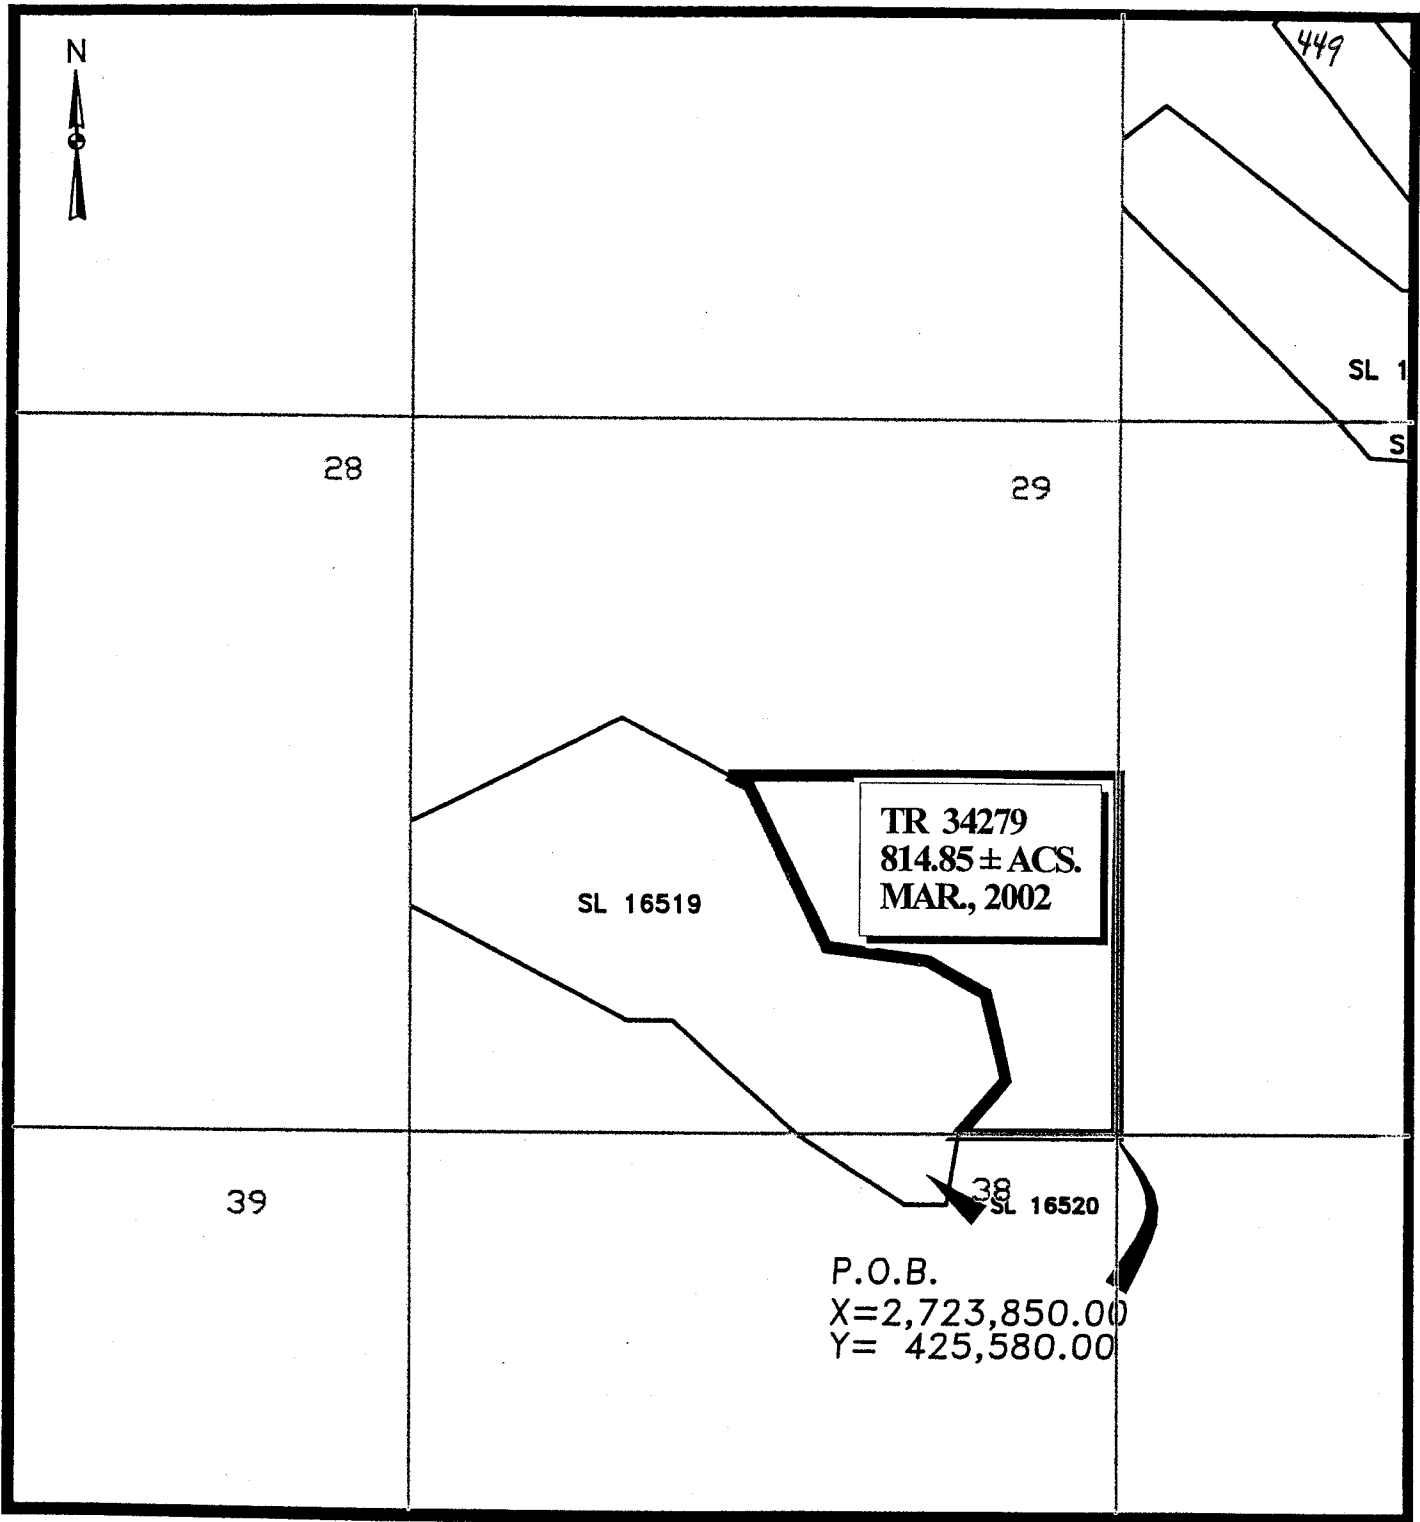 N
449
SL 1
S
28
29
TR 34279
814.85 ± ACS.
MAR., 2002
SL 16519
39
38
SL 16520
P.O.B.
X=2,723,850.00
Y= 425,580.00